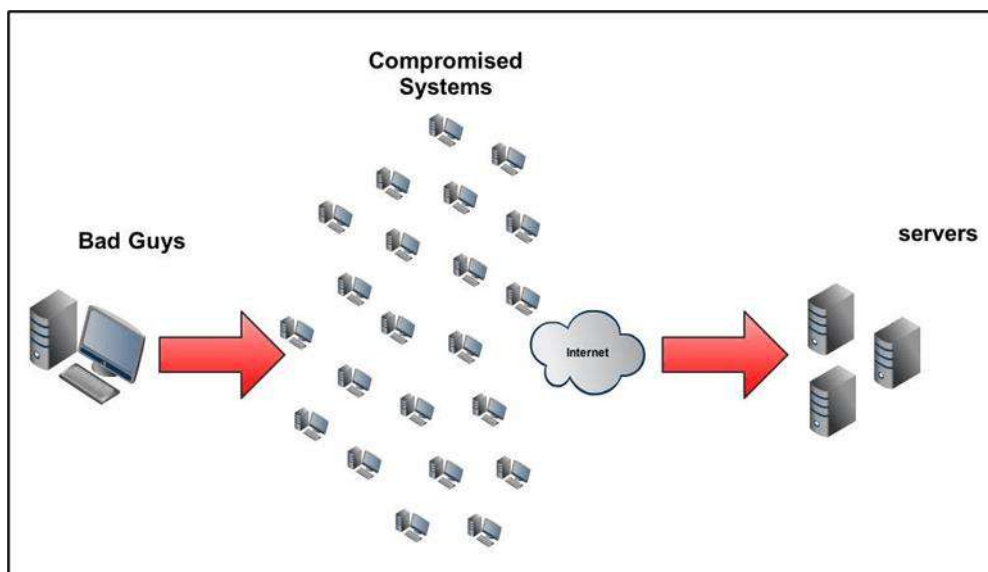 Compromised
Systems
Bad Guys
servers
Internet